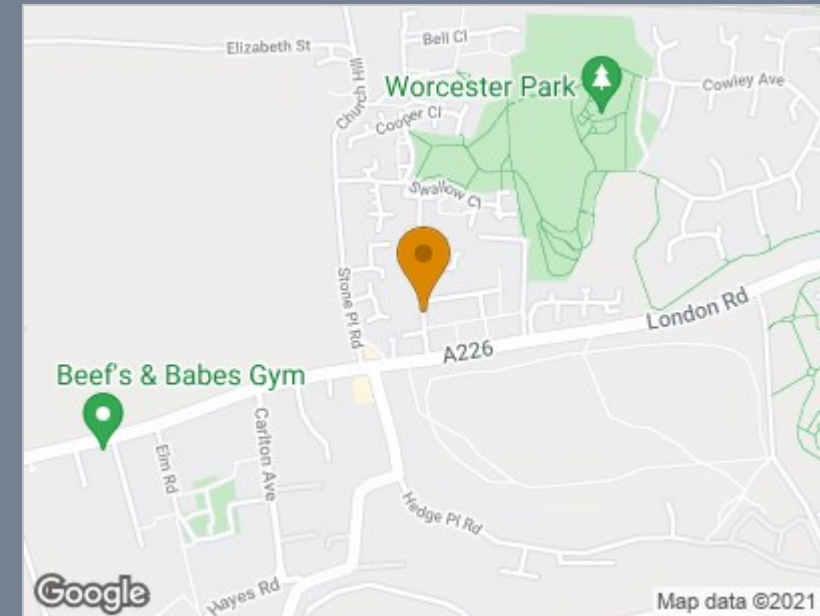 Elizabeth St
Bell Cl
Church Hill
Worcester Park
Cowley Ave
Cooper Cl
Swallow Cl
Stone Pl Rd
London Rd
A226
Beef's & Babes Gym
Carlton Ave
Elm Rd
Hedge Pl Rd
Hayes Rd
Google
Map data ©2021